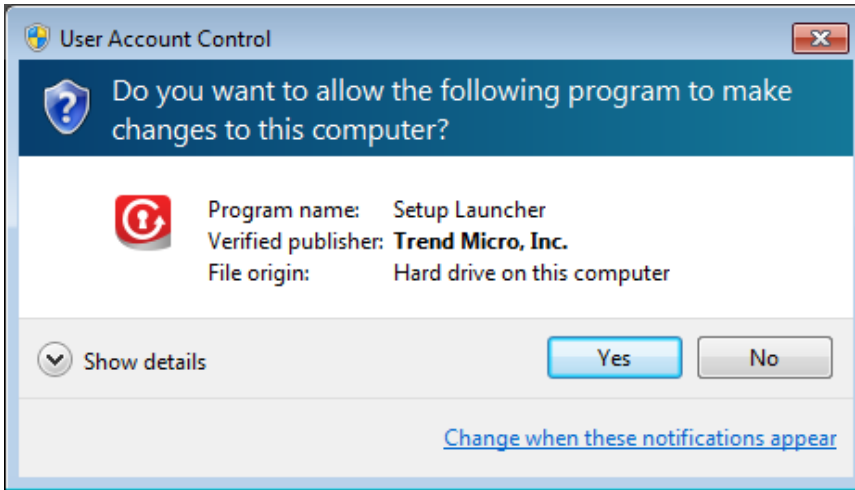 User Account Control
Do you want to allow the following program to make
changes to this computer?
Program name: Setup Launcher
Verified publisher: Trend Micro, Inc.
File origin: Hard drive on this computer
Show details
Yes No
Change when these notifications appear